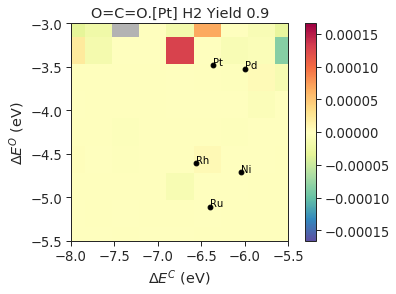 O=C=O.[Pt] H2 Yield 0.9
−3.0
−3.5
−4.0
−4.5
−5.0
−5.5
ΔE^O (eV)
Pt
Pd
Rh
Ni
Ru
−8.0 −7.5 −7.0 −6.5 −6.0 −5.5
ΔE^C (eV)
0.00015
0.00010
0.00005
0.00000
−0.00005
−0.00010
−0.00015